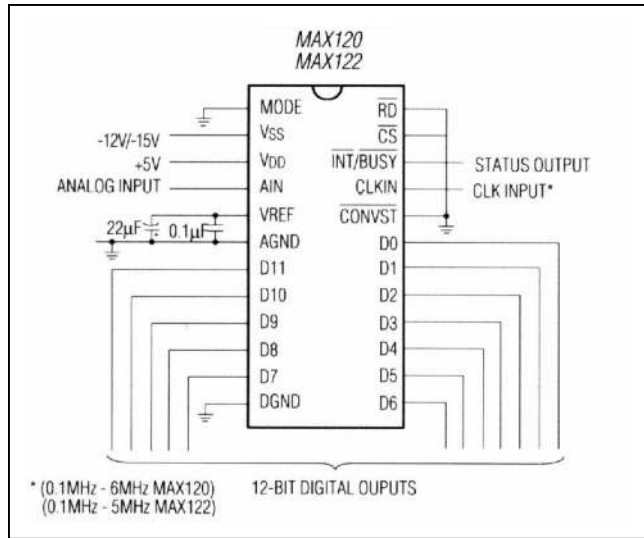 MAX120
MAX122
MODE
VSS
VDD
AIN
VREF
AGND
D11
D10
D9
D8
D7
DGND
RD
CS
INT/BUSY
CLKIN
CONVST
D0
D1
D2
D3
D4
D5
D6
-12V/-15V
+5V
ANALOG INPUT
22µF
0.1µF
STATUS OUTPUT
CLK INPUT*
* (0.1MHz - 6MHz MAX120)
(0.1MHz - 5MHz MAX122)
12-BIT DIGITAL OUPUTS